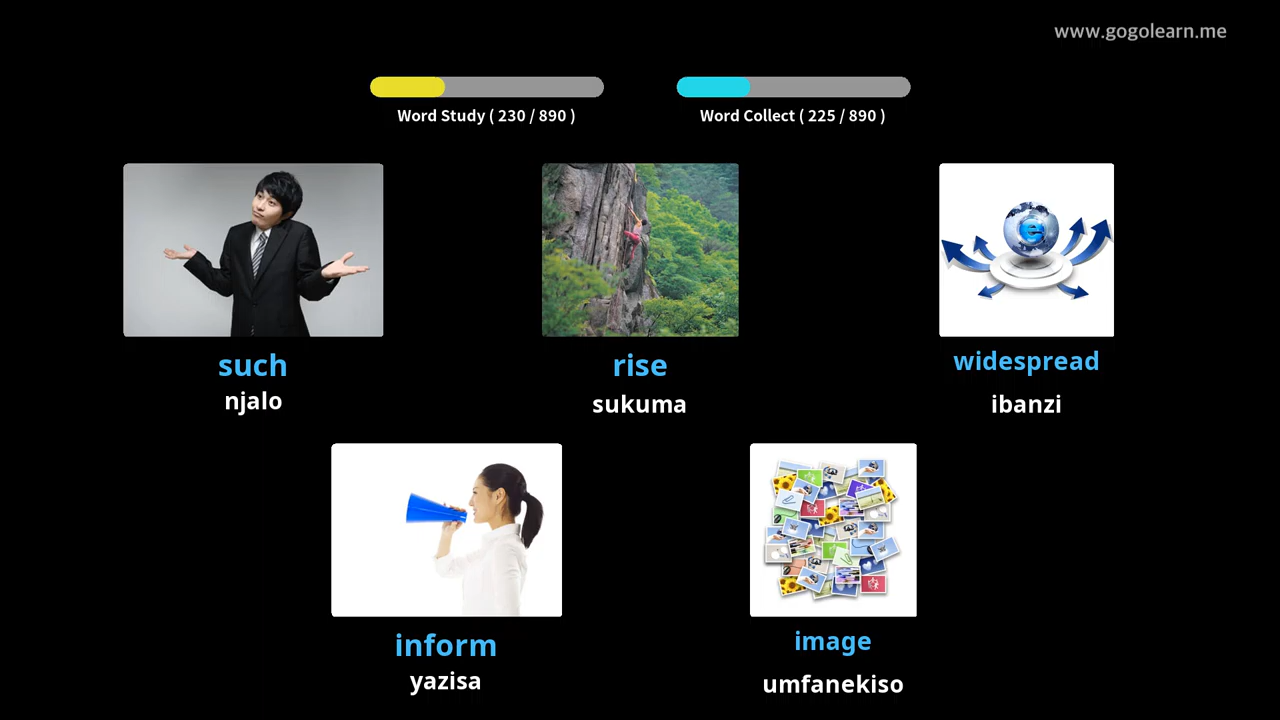 www.gogolearn.me
Word Study ( 230 / 890 )
Word Collect ( 225 / 890 )
such
njalo
rise
sukuma
widespread
ibanzi
inform
yazisa
image
umfanekiso